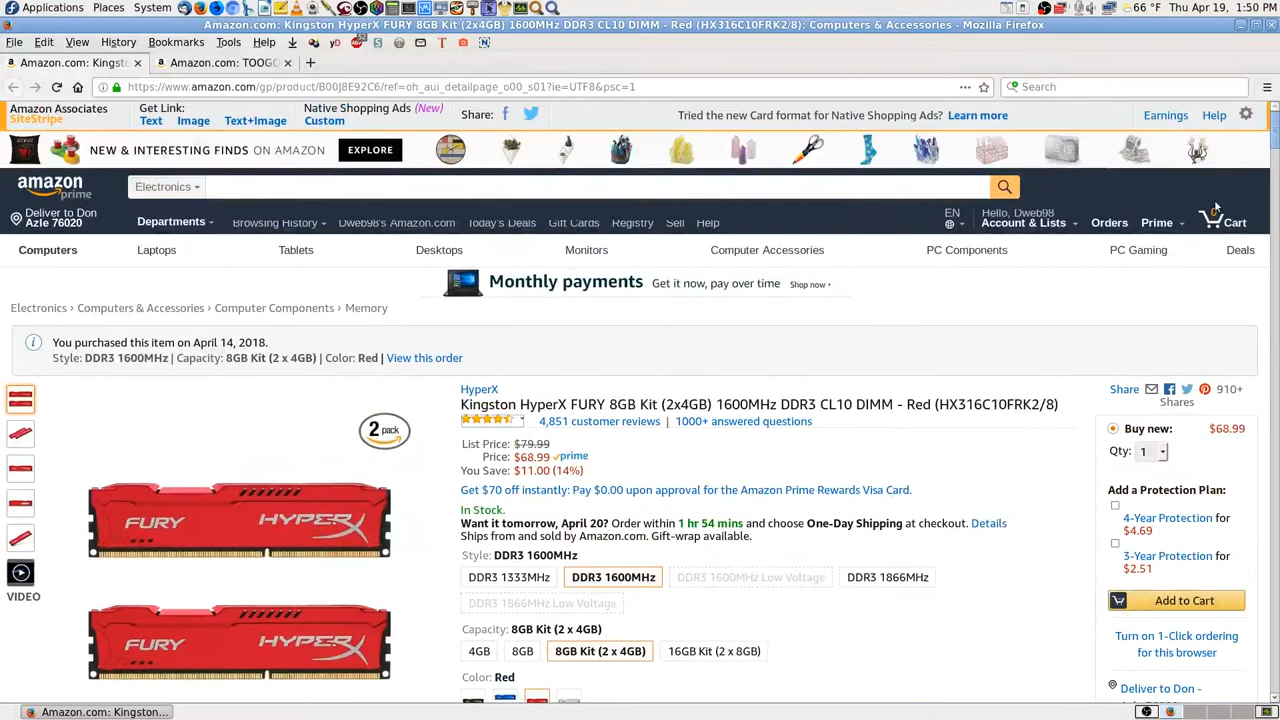 Applications Places System
66 °F Thu Apr 19, 1:50 PM
Amazon.com: Kingston HyperX FURY 8GB Kit (2x4GB) 1600MHz DDR3 CL10 DIMM - Red (HX316C10FRK2/8): Computers & Accessories - Mozilla Firefox
File Edit View History Bookmarks Tools Help
Amazon.com: Kingst Amazon.com: TOOGO
https://www.amazon.com/gp/product/B00J8E92C6/ref=oh_aui_detailpage_o00_s01?ie=UTF8&psc=1
Search
Amazon Associates
SiteStripe
Get Link:
Text Image Text+Image
Native Shopping Ads (New)
Custom
Share:
Tried the new Card format for Native Shopping Ads? Learn more
Earnings Help
NEW & INTERESTING FINDS ON AMAZON EXPLORE
amazon
prime
Electronics
Deliver to Don
Azle 76020
Departments
Browsing History Dweb98's Amazon.com Today's Deals Gift Cards Registry Sell Help
EN
Hello, Dweb98
Account & Lists
Orders Prime
0
Cart
Computers Laptops Tablets Desktops Monitors Computer Accessories PC Components PC Gaming Deals
Monthly payments Get it now, pay over time Shop now ›
Electronics › Computers & Accessories › Computer Components › Memory
You purchased this item on April 14, 2018.
Style: DDR3 1600MHz | Capacity: 8GB Kit (2 x 4GB) | Color: Red | View this order
VIDEO
2
pack
FURY HYPERX
FURY HYPERX
HyperX
Kingston HyperX FURY 8GB Kit (2x4GB) 1600MHz DDR3 CL10 DIMM - Red (HX316C10FRK2/8)
4,851 customer reviews | 1000+ answered questions
List Price: $79.99
Price: $68.99 prime
You Save: $11.00 (14%)
Get $70 off instantly: Pay $0.00 upon approval for the Amazon Prime Rewards Visa Card.
In Stock.
Want it tomorrow, April 20? Order within 1 hr 54 mins and choose One-Day Shipping at checkout. Details
Ships from and sold by Amazon.com. Gift-wrap available.
Style: DDR3 1600MHz
DDR3 1333MHz DDR3 1600MHz DDR3 1600MHz Low Voltage DDR3 1866MHz
DDR3 1866MHz Low Voltage
Capacity: 8GB Kit (2 x 4GB)
4GB 8GB 8GB Kit (2 x 4GB) 16GB Kit (2 x 8GB)
Color: Red
Share 910+
Shares
Buy new: $68.99
Qty: 1
Add a Protection Plan:
4-Year Protection for
$4.69
3-Year Protection for
$2.51
Add to Cart
Turn on 1-Click ordering
for this browser
Deliver to Don -
Amazon.com: Kingston...